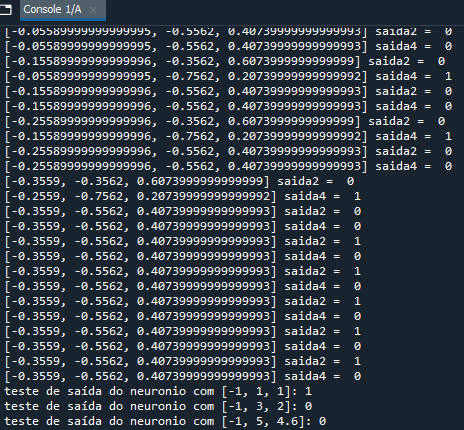 Console 1/A
[-0.05589999999999995, -0.5562, 0.40739999999999993] saida2 =  0
[-0.05589999999999995, -0.5562, 0.40739999999999993] saida4 =  0
[-0.15589999999999996, -0.3562, 0.6073999999999999] saida2 =  0
[-0.05589999999999995, -0.7562, 0.20739999999999992] saida4 =  1
[-0.15589999999999996, -0.5562, 0.40739999999999993] saida2 =  0
[-0.15589999999999996, -0.5562, 0.40739999999999993] saida4 =  0
[-0.25589999999999996, -0.3562, 0.6073999999999999] saida2 =  0
[-0.15589999999999996, -0.7562, 0.20739999999999992] saida4 =  1
[-0.25589999999999996, -0.5562, 0.40739999999999993] saida2 =  0
[-0.25589999999999996, -0.5562, 0.40739999999999993] saida4 =  0
[-0.3559, -0.3562, 0.6073999999999999] saida2 =  0
[-0.2559, -0.7562, 0.20739999999999992] saida4 =  1
[-0.3559, -0.5562, 0.40739999999999993] saida2 =  0
[-0.3559, -0.5562, 0.40739999999999993] saida4 =  0
[-0.3559, -0.5562, 0.40739999999999993] saida2 =  1
[-0.3559, -0.5562, 0.40739999999999993] saida4 =  0
[-0.3559, -0.5562, 0.40739999999999993] saida2 =  1
[-0.3559, -0.5562, 0.40739999999999993] saida4 =  0
[-0.3559, -0.5562, 0.40739999999999993] saida2 =  1
[-0.3559, -0.5562, 0.40739999999999993] saida4 =  0
[-0.3559, -0.5562, 0.40739999999999993] saida2 =  1
[-0.3559, -0.5562, 0.40739999999999993] saida4 =  0
[-0.3559, -0.5562, 0.40739999999999993] saida2 =  1
[-0.3559, -0.5562, 0.40739999999999993] saida4 =  0
teste de saída do neuronio com [-1, 1, 1]: 1
teste de saída do neuronio com [-1, 3, 2]: 0
teste de saída do neuronio com [-1, 5, 4.6]: 0